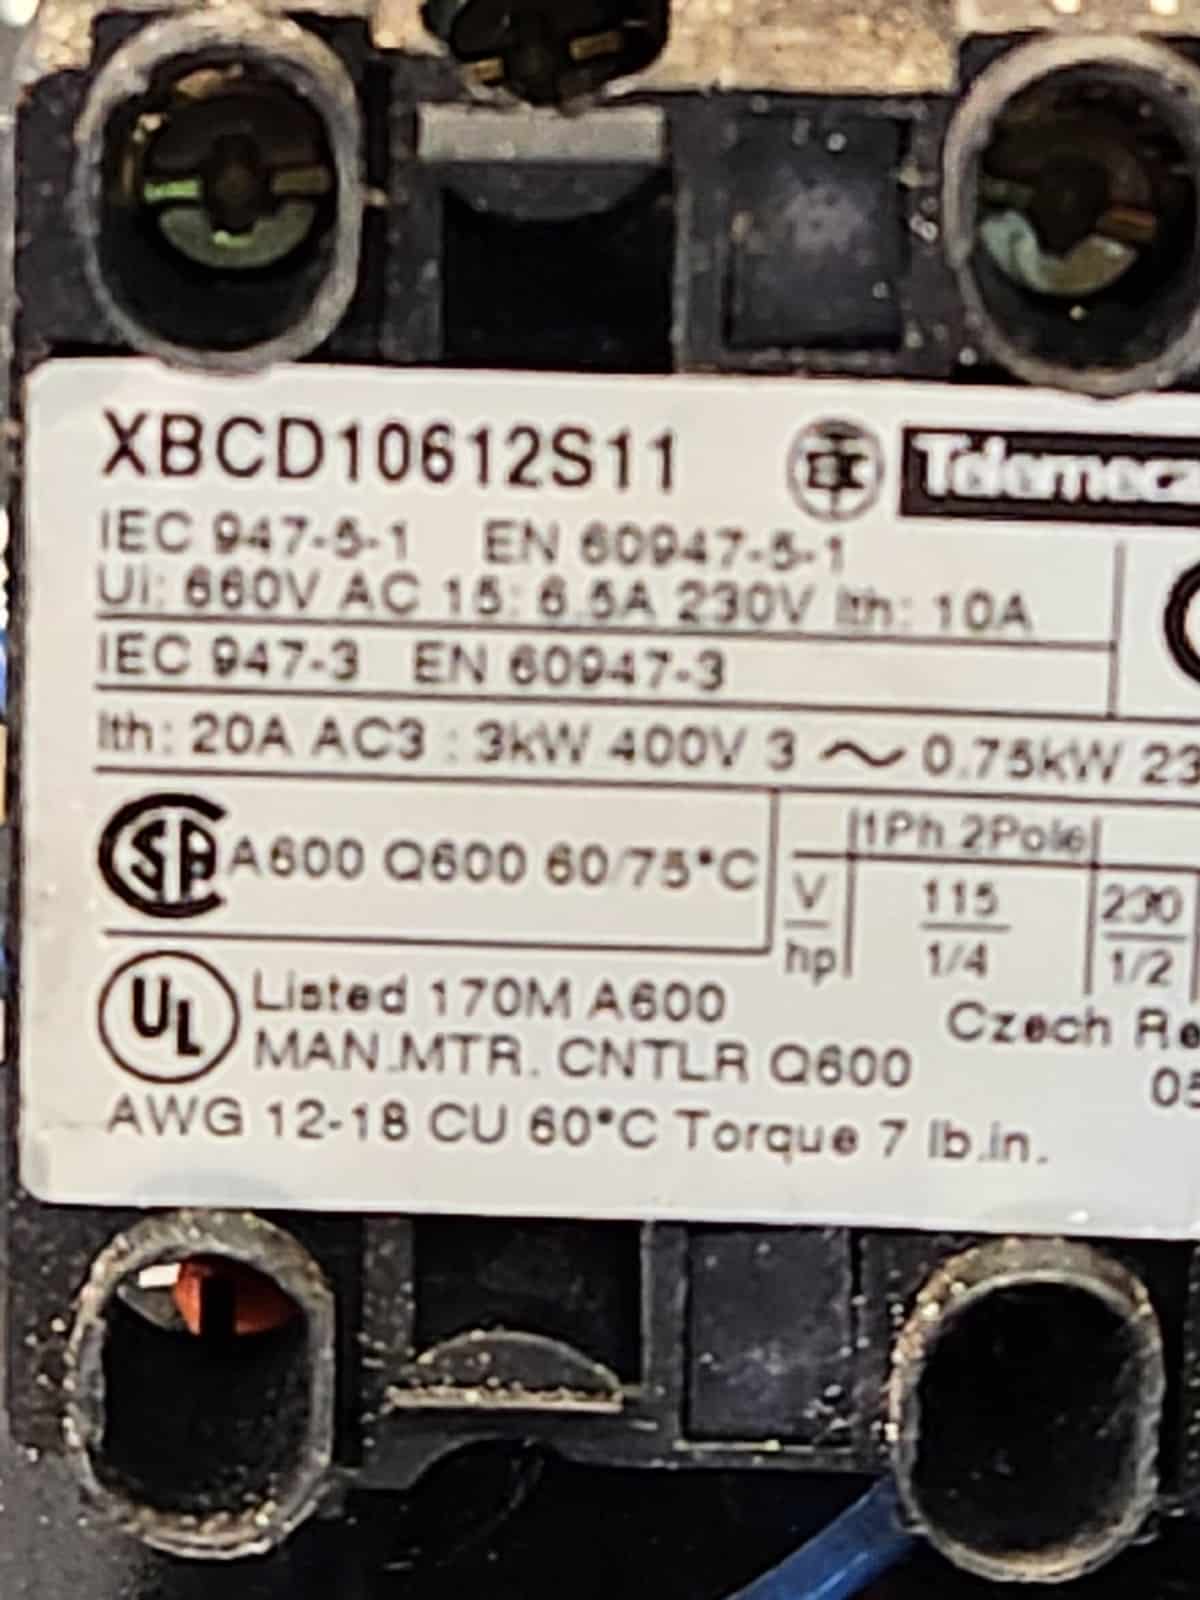 XBCD10612S11
Telemeca
IEC 947-5-1 EN 60947-5-1
Ui: 660V AC 15: 6.5A 230V Ith: 10A
IEC 947-3 EN 60947-3
Ith: 20A AC3 : 3kW 400V 3 ~ 0.75kW 23
SA A600 Q600 60/75°C
1Ph.2Pole
V 115 230
hp 1/4 1/2
UL Listed 170M A600
Czech Re
MAN.MTR. CNTLR Q600
05
AWG 12-18 CU 60°C Torque 7 lb.in.